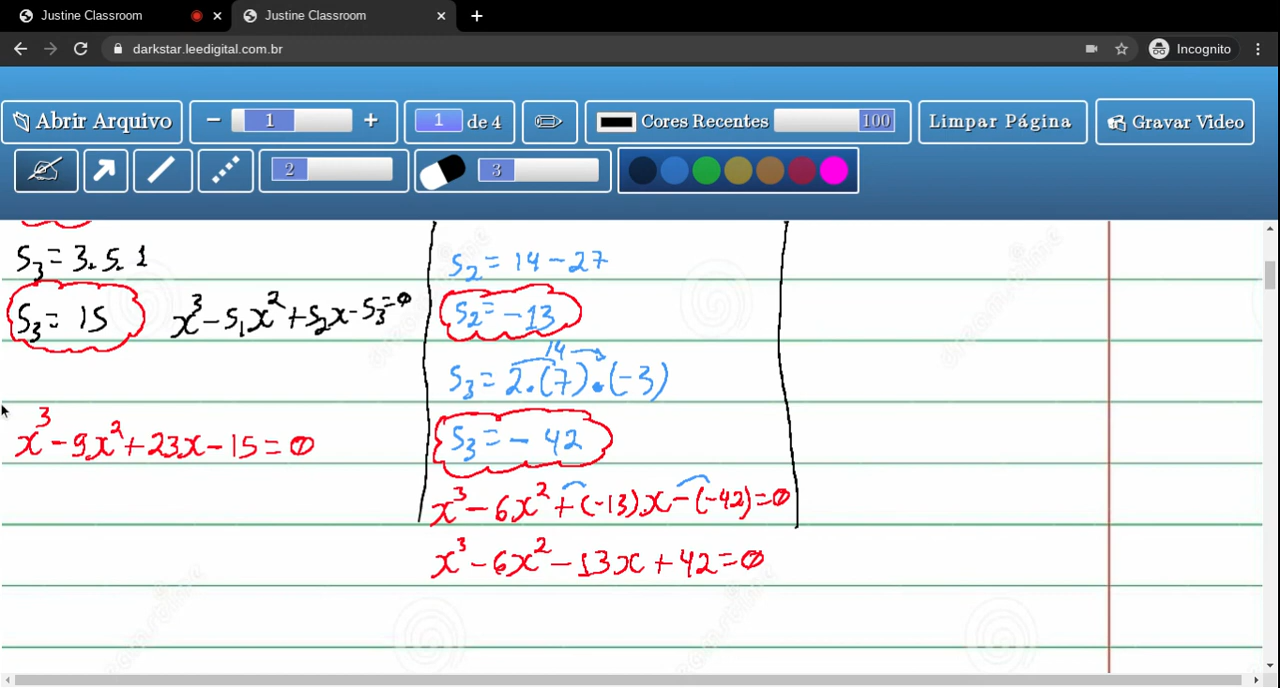 Justine Classroom
Justine Classroom
darkstar.leedigital.com.br
Incognito
Abrir Arquivo
− 1 +
1 de 4
Cores Recentes 100
Limpar Página
Gravar Video
2
3
S₃ = 3. 5. 1
S₃ = 15
x³ − S₁x² + S₂x − S₃ = 0
x³ − 9x² + 23x − 15 = 0
S₂ = 14 − 27
S₂ = −13
14
S₃ = 2.(7).(−3)
S₃ = − 42
x³ − 6x² + (−13).x − (−42) = 0
x³ − 6x² − 13x + 42 = 0